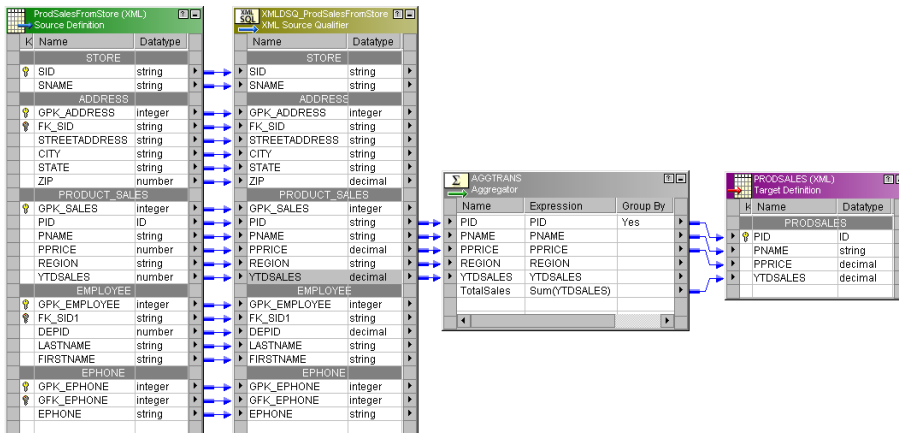 ProdSalesFromStore (XML)
Source Definition
K Name Datatype
STORE
SID string
SNAME string
ADDRESS
GPK_ADDRESS integer
FK_SID string
STREETADDRESS string
CITY string
STATE string
ZIP number
PRODUCT_SALES
GPK_SALES integer
PID ID
PNAME string
PPRICE number
REGION string
YTDSALES number
EMPLOYEE
GPK_EMPLOYEE integer
FK_SID1 string
DEPID number
LASTNAME string
FIRSTNAME string
EPHONE
GPK_EPHONE integer
GFK_EPHONE integer
EPHONE string
XML
SQL
XMLDSQ_ProdSalesFromStore
XML Source Qualifier
Name Datatype
STORE
SID string
SNAME string
ADDRESS
GPK_ADDRESS integer
FK_SID string
STREETADDRESS string
CITY string
STATE string
ZIP decimal
PRODUCT_SALES
GPK_SALES integer
PID string
PNAME string
PPRICE decimal
REGION string
YTDSALES decimal
EMPLOYEE
GPK_EMPLOYEE integer
FK_SID1 string
DEPID decimal
LASTNAME string
FIRSTNAME string
EPHONE
GPK_EPHONE integer
GFK_EPHONE integer
EPHONE string
Σ
AGGTRANS
Aggregator
Name Expression Group By
PID PID Yes
PNAME PNAME
PPRICE PPRICE
REGION REGION
YTDSALES YTDSALES
TotalSales Sum(YTDSALES)
PRODSALES (XML)
Target Definition
K Name Datatype
PRODSALES
PID ID
PNAME string
PPRICE decimal
YTDSALES decimal